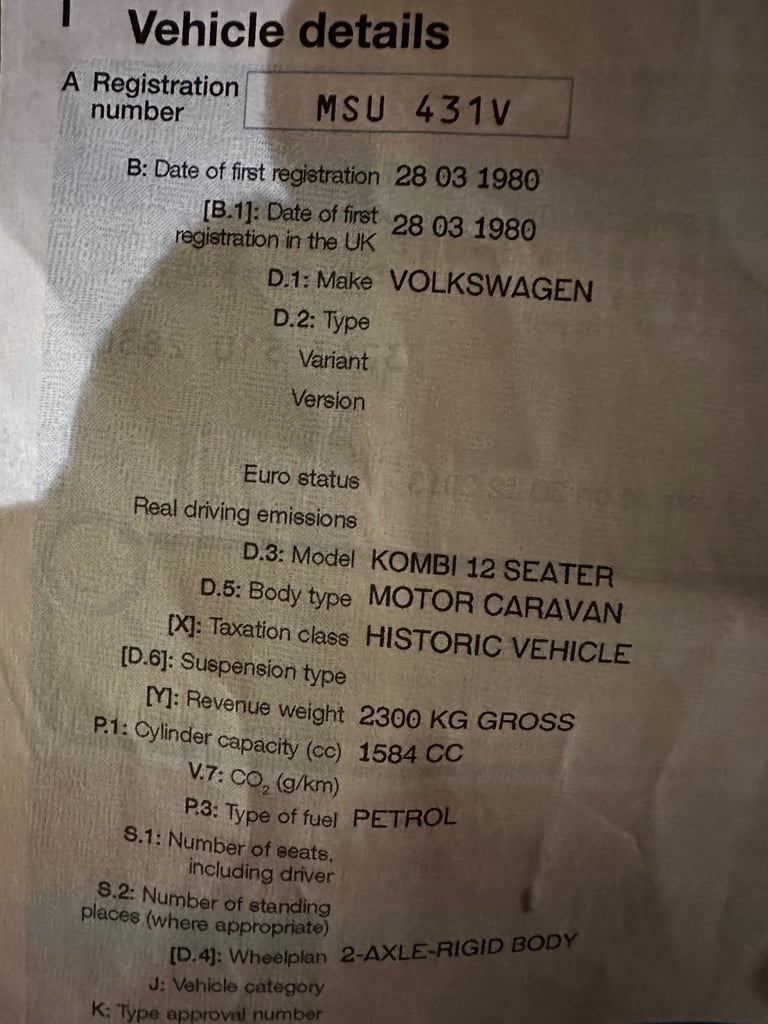 Vehicle details
A Registration number MSU 431V
B: Date of first registration 28 03 1980
[B.1]: Date of first
registration in the UK 28 03 1980
D.1: Make VOLKSWAGEN
D.2: Type
Variant
Version
Euro status
Real driving emissions
D.3: Model KOMBI 12 SEATER
D.5: Body type MOTOR CARAVAN
[X]: Taxation class HISTORIC VEHICLE
[D.6]: Suspension type
[Y]: Revenue weight 2300 KG GROSS
P.1: Cylinder capacity (cc) 1584 CC
V.7: CO₂ (g/km)
P.3: Type of fuel PETROL
S.1: Number of seats,
including driver
S.2: Number of standing
places (where appropriate)
[D.4]: Wheelplan 2-AXLE-RIGID BODY
J: Vehicle category
K: Type approval number